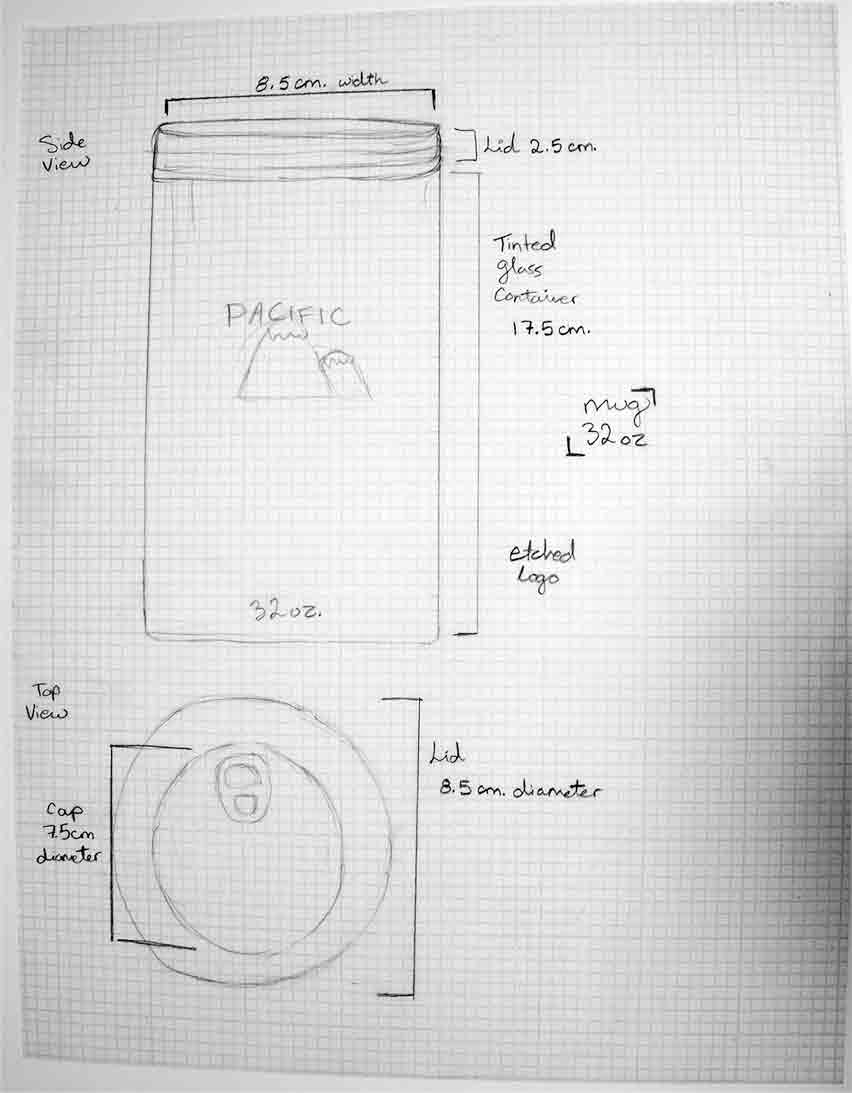 8.5 cm. width
Side
View
Lid 2.5 cm.
Tinted
glass
Container
17.5 cm.
PACIFIC
mug
32 oz
etched
Logo
32 oz.
Top
View
Lid
8.5 cm. diameter
Cap
7.5cm
diameter